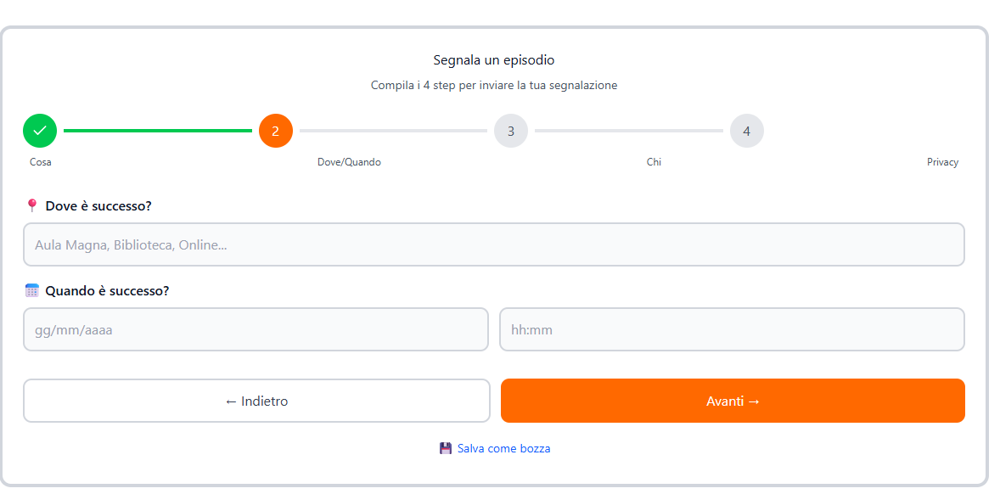 Segnala un episodio
Compila i 4 step per inviare la tua segnalazione
2 3 4
Cosa Dove/Quando Chi Privacy
Dove è successo?
Aula Magna, Biblioteca, Online...
Quando è successo?
gg/mm/aaaa hh:mm
← Indietro Avanti →
Salva come bozza